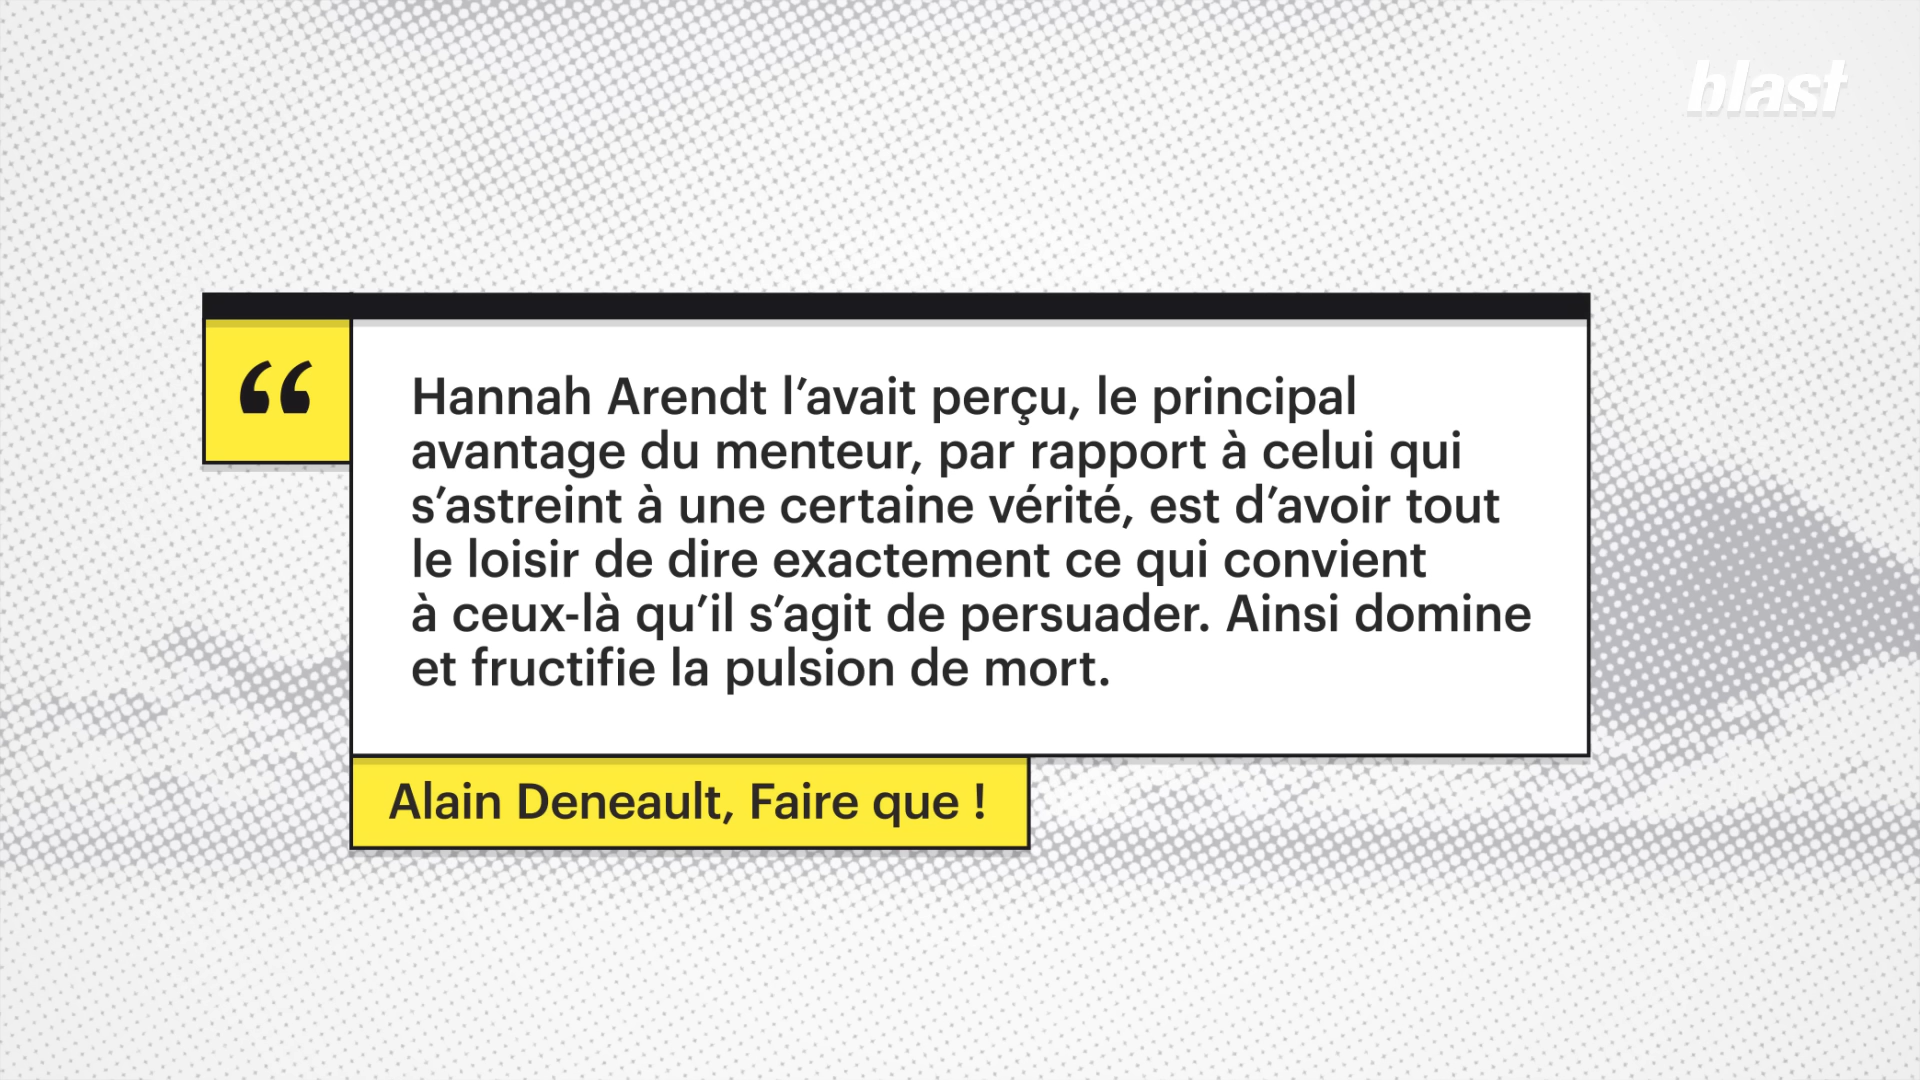 blast
“
Hannah Arendt l’avait perçu, le principal
avantage du menteur, par rapport à celui qui
s’astreint à une certaine vérité, est d’avoir tout
le loisir de dire exactement ce qui convient
à ceux-là qu’il s’agit de persuader. Ainsi domine
et fructifie la pulsion de mort.
Alain Deneault, Faire que !